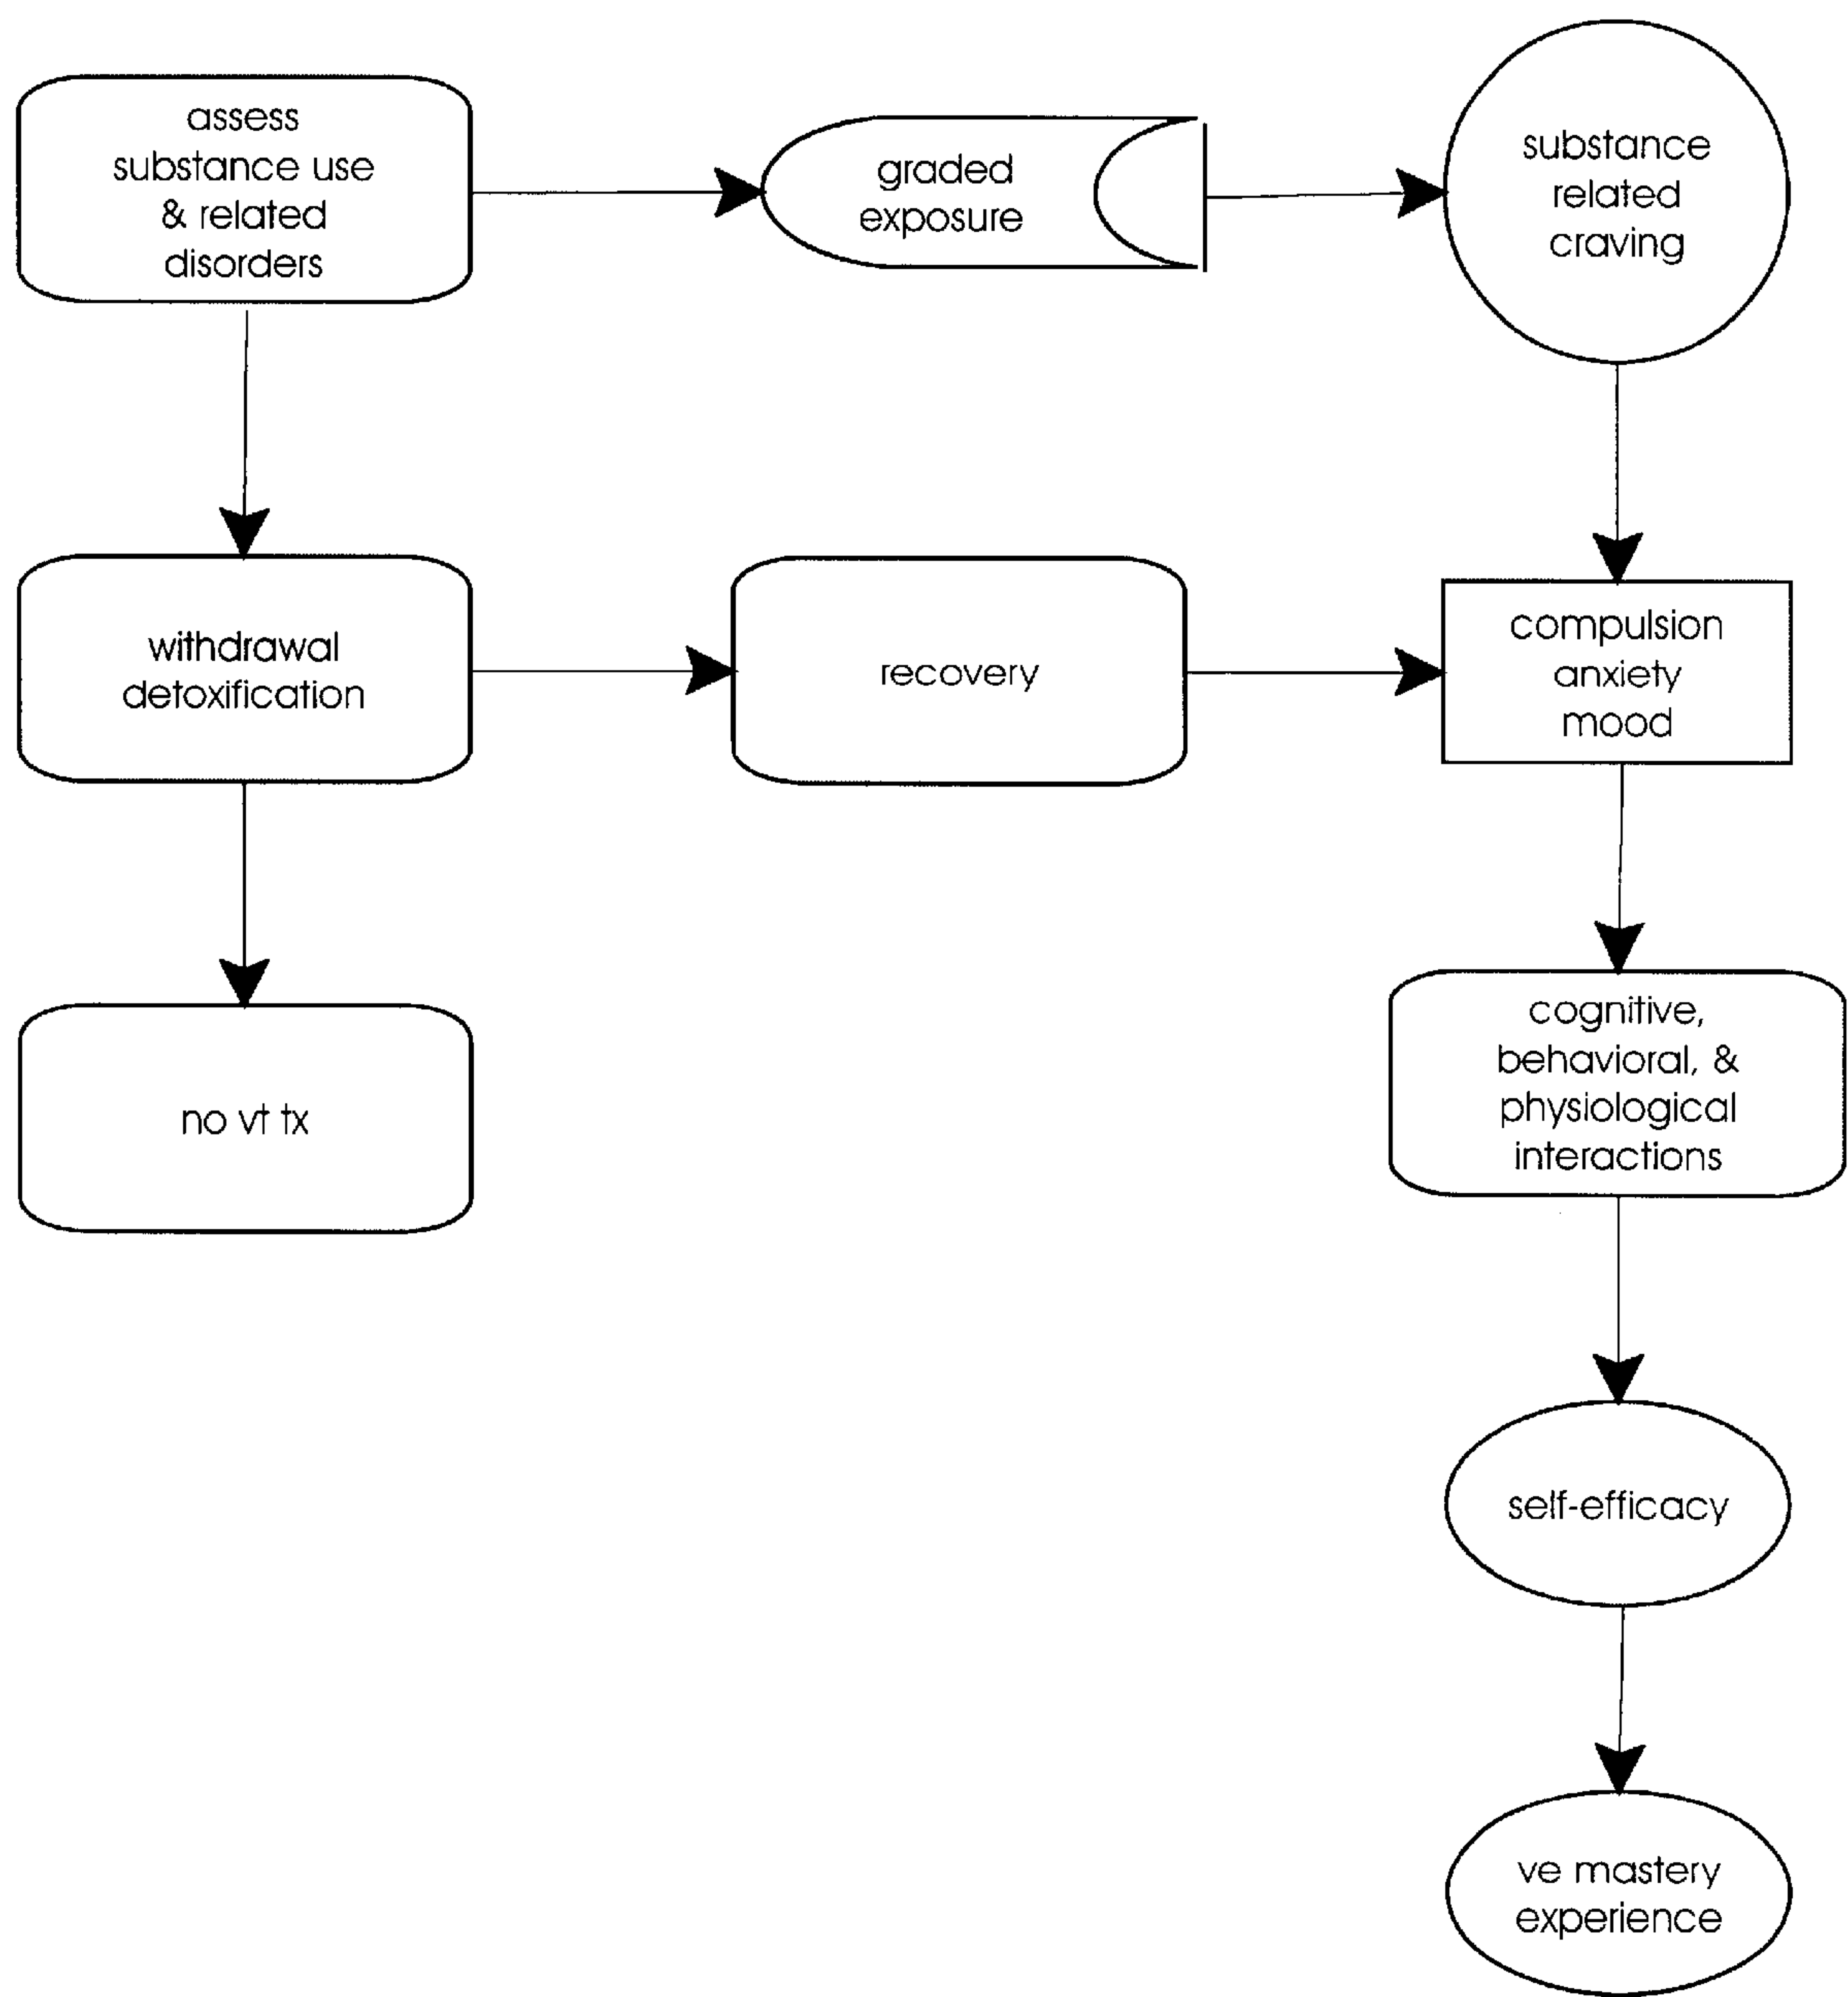 assess
substance use
& related
disorders
graded
exposure
substance
related
craving
withdrawal
detoxification
recovery
compulsion
anxiety
mood
no vt tx
cognitive,
behavioral, &
physiological
interactions
self-efficacy
ve mastery
experience